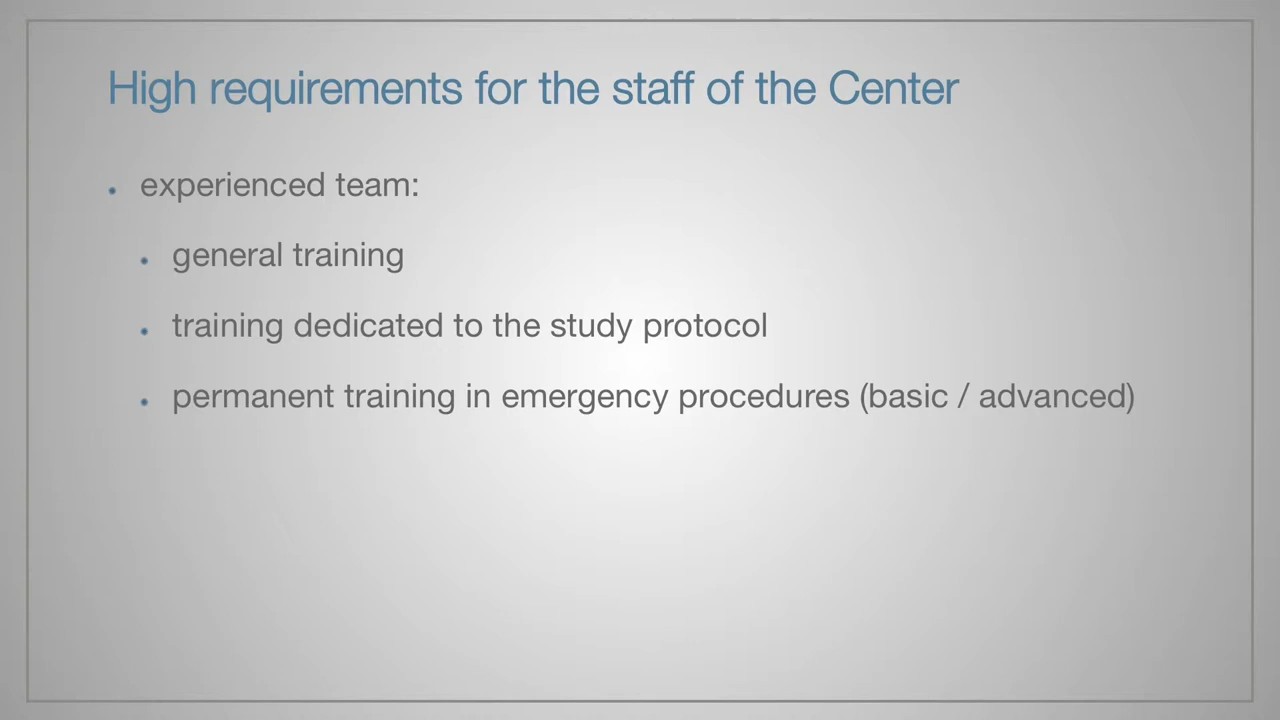 High requirements for the staff of the Center
• experienced team:
• general training
• training dedicated to the study protocol
• permanent training in emergency procedures (basic / advanced)